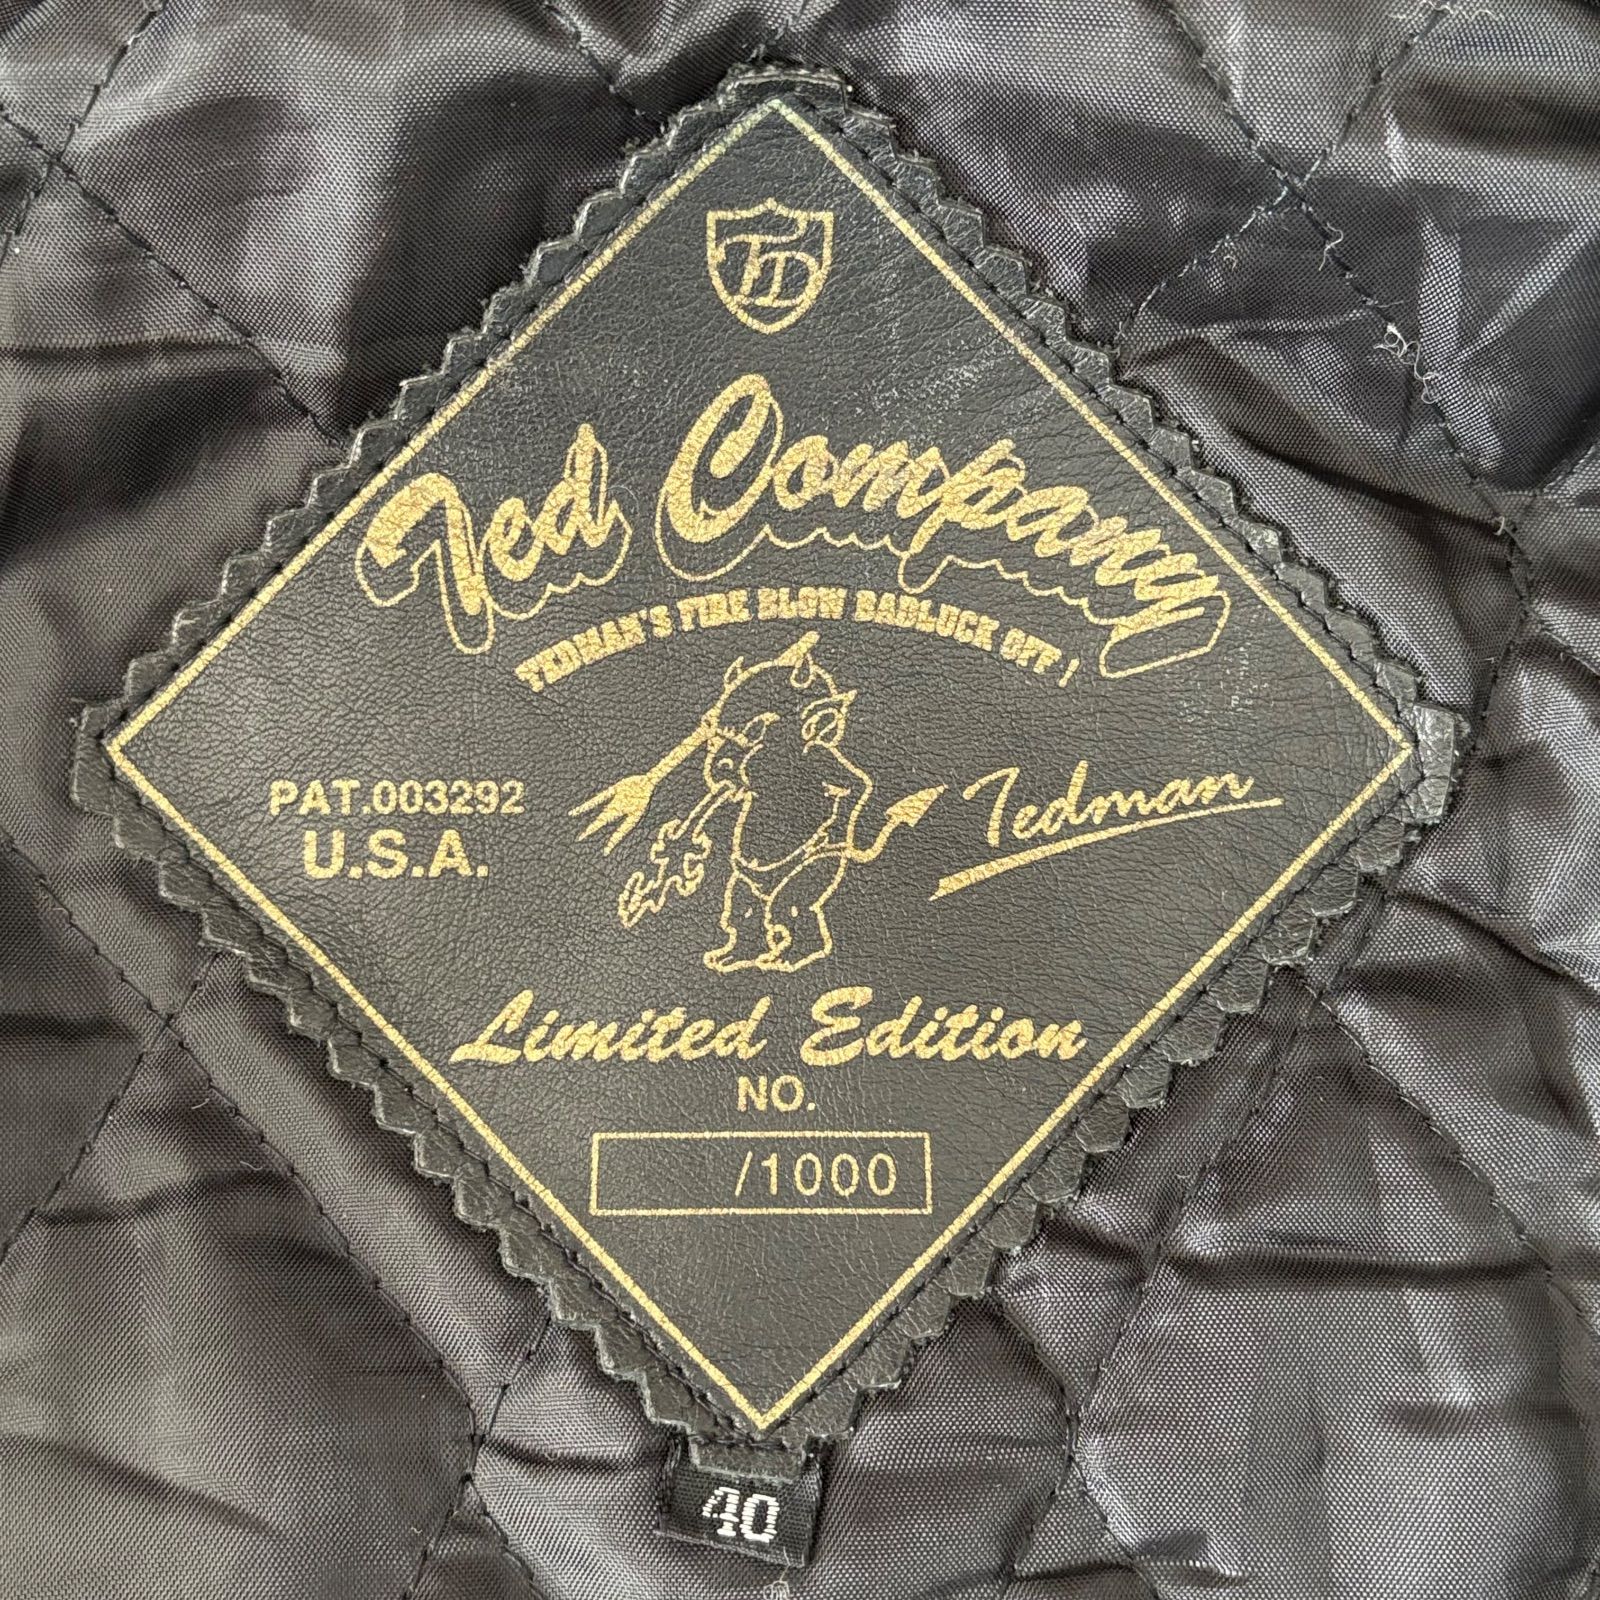 TD
Ted Company
TEDMAN'S FIRE BLOW BADLUCK OFF!
PAT.003292
U.S.A.
Tedman
Limited Edition
NO.
/1000
40